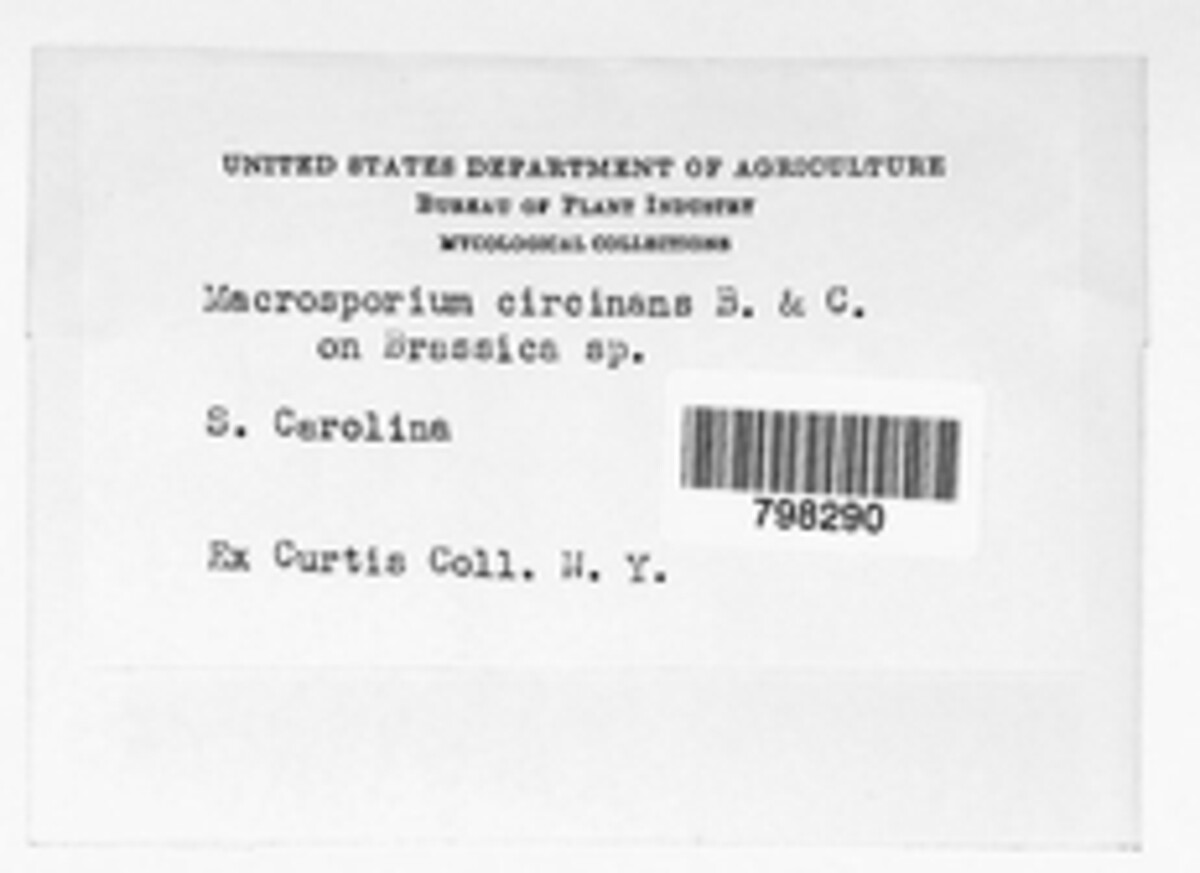 UNITED STATES DEPARTMENT OF AGRICULTURE
BUREAU OF PLANT INDUSTRY
MYCOLOGICAL COLLECTIONS
Macrosporium circinans B. & C.
on Brassica sp.
S. Carolina
798290
Ex Curtis Coll. N. Y.